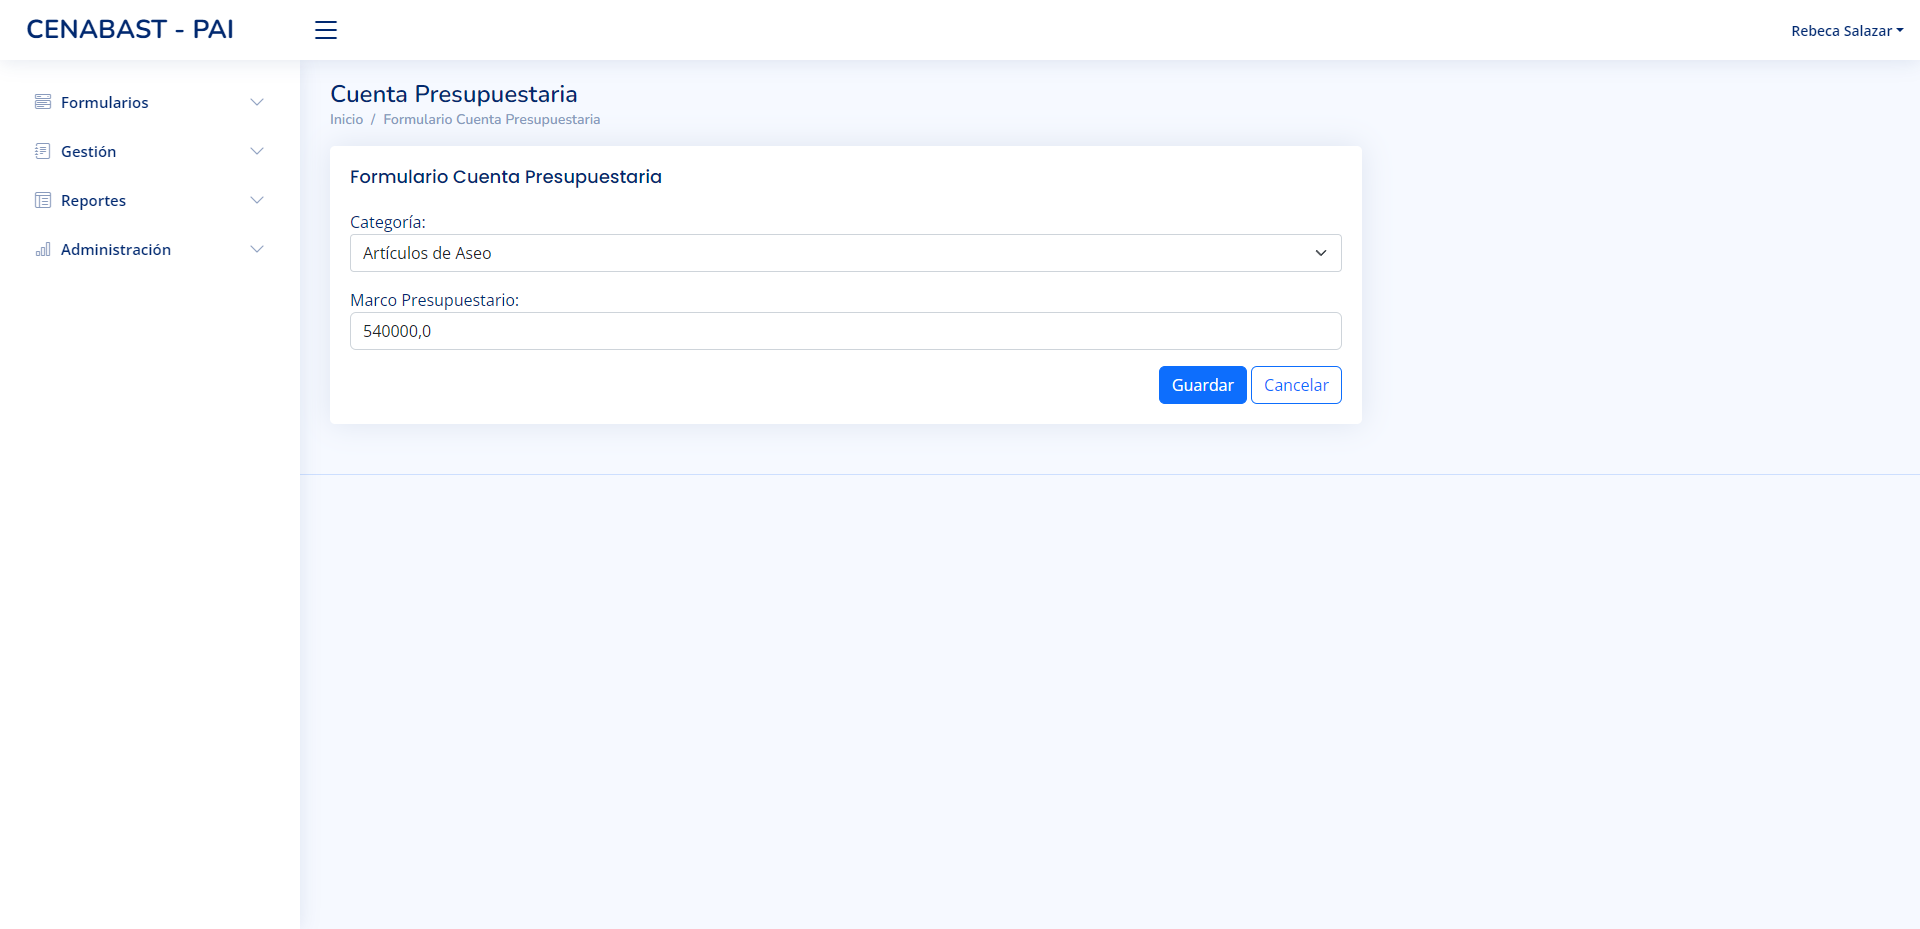 CENABAST - PAI
Rebeca Salazar
Formularios
Gestión
Reportes
Administración
Cuenta Presupuestaria
Inicio / Formulario Cuenta Presupuestaria
Formulario Cuenta Presupuestaria
Categoría:
Artículos de Aseo
Marco Presupuestario:
540000,0
Guardar Cancelar